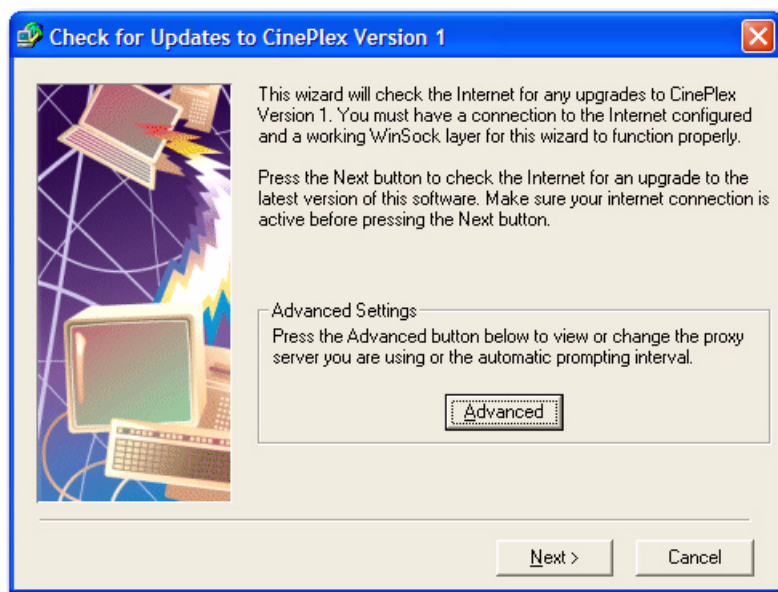 Check for Updates to CinePlex Version 1
This wizard will check the Internet for any upgrades to CinePlex
Version 1. You must have a connection to the Internet configured
and a working WinSock layer for this wizard to function properly.
Press the Next button to check the Internet for an upgrade to the
latest version of this software. Make sure your internet connection is
active before pressing the Next button.
Advanced Settings
Press the Advanced button below to view or change the proxy
server you are using or the automatic prompting interval.
Advanced
Next >
Cancel